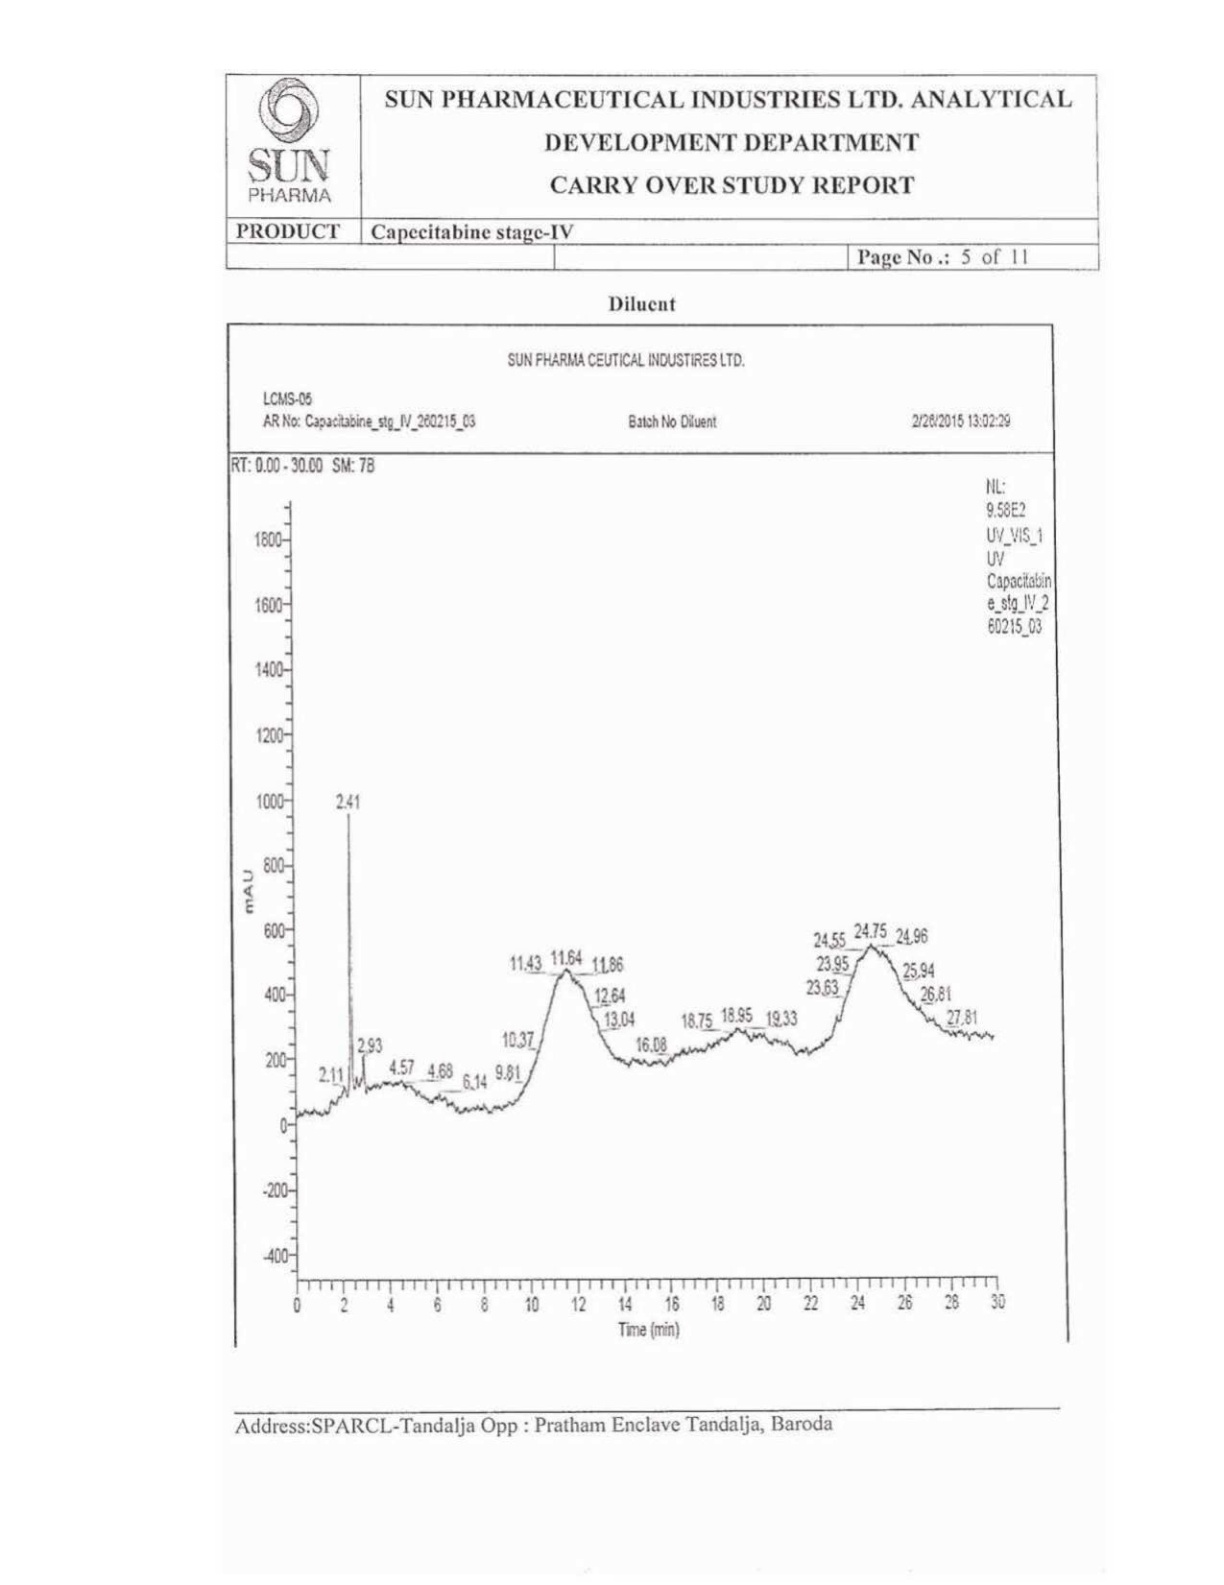 SUN
PHARMA
SUN PHARMACEUTICAL INDUSTRIES LTD. ANALYTICAL
DEVELOPMENT DEPARTMENT
CARRY OVER STUDY REPORT
PRODUCT Capecitabine stage-IV
Page No .: 5 of 11
Diluent
SUN PHARMA CEUTICAL INDUSTIRES LTD.
LCMS-05
AR No: Capacitabine_stg_IV_260215_03 Batch No Diluent 2/26/2015 13:02:29
RT: 0.00 - 30.00 SM: 7B
NL:
9.58E2
UV_VIS_1
UV
Capacitabin
e_stg_IV_2
60215_03
1800
1600
1400
1200
1000
800
600
400
200
0
-200
-400
mAU
2.11
2.41
2.93
4.57
4.68
6.14
9.81
10.37
11.43
11.64
11.86
12.64
13.04
16.08
18.75
18.95
19.33
23.63
23.95
24.55
24.75
24.96
25.94
26.81
27.81
0 2 4 6 8 10 12 14 16 18 20 22 24 26 28 30
Time (min)
Address:SPARCL-Tandalja Opp : Pratham Enclave Tandalja, Baroda